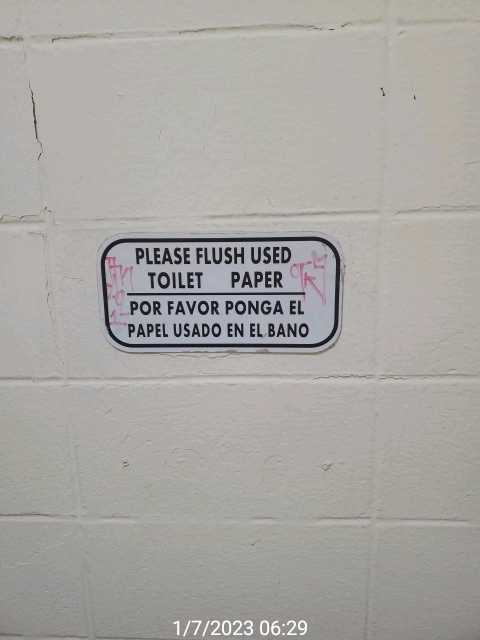 PLEASE FLUSH USED
TOILET PAPER
POR FAVOR PONGA EL
PAPEL USADO EN EL BANO
1/7/2023 06:29